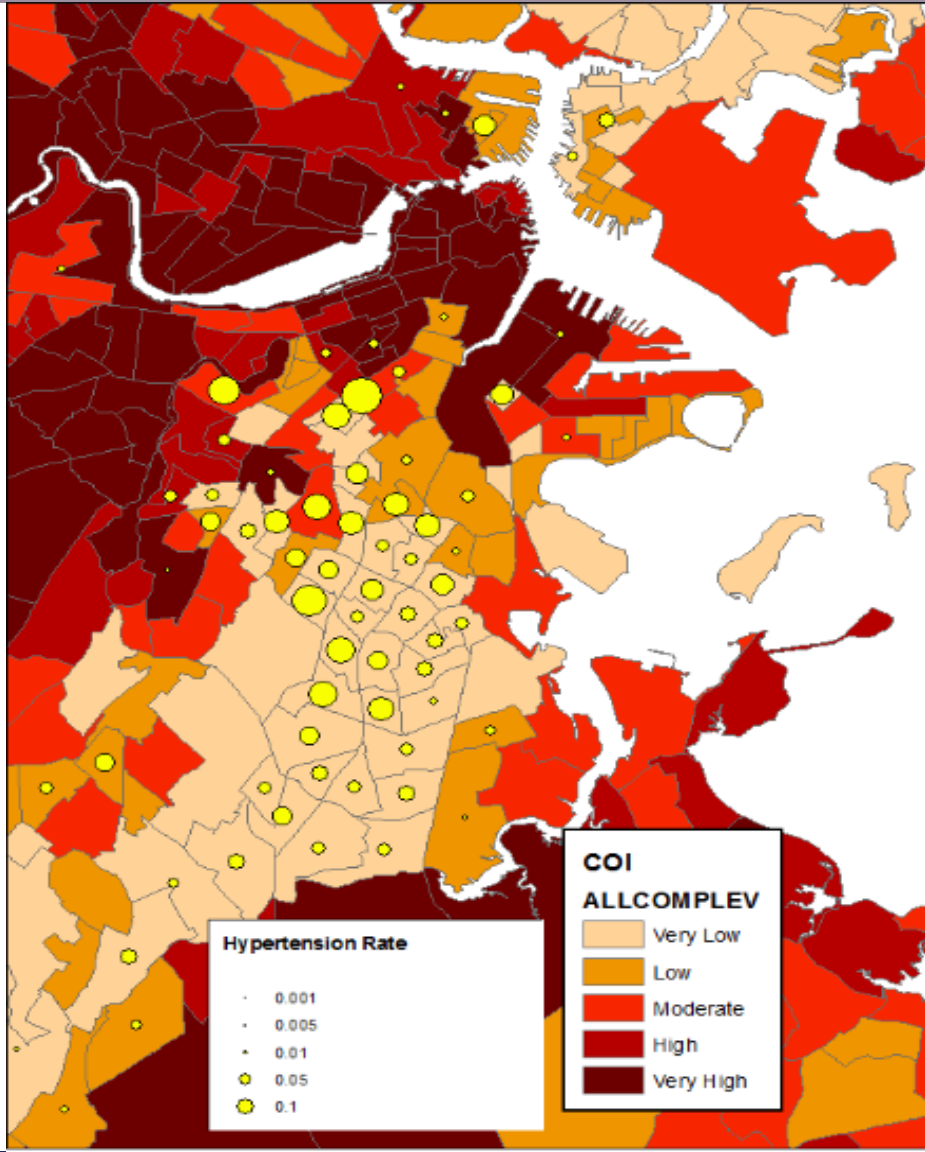 COI
ALLCOMPLEV
Very Low
Low
Moderate
High
Very High
Hypertension Rate
0.001
0.005
0.01
0.05
0.1